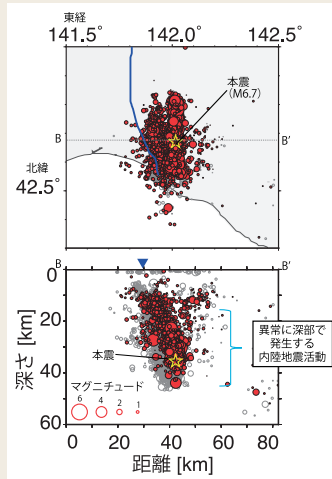 東経
141.5° 142.0° 142.5°
本震
(M6.7)
B B’
北緯
42.5°
B B’
0
20
40
60
深さ [km]
本震
異常に深部で
発生する
内陸地震活動
マグニチュード
6 4 2 1
0 20 40 60 80
距離 [km]